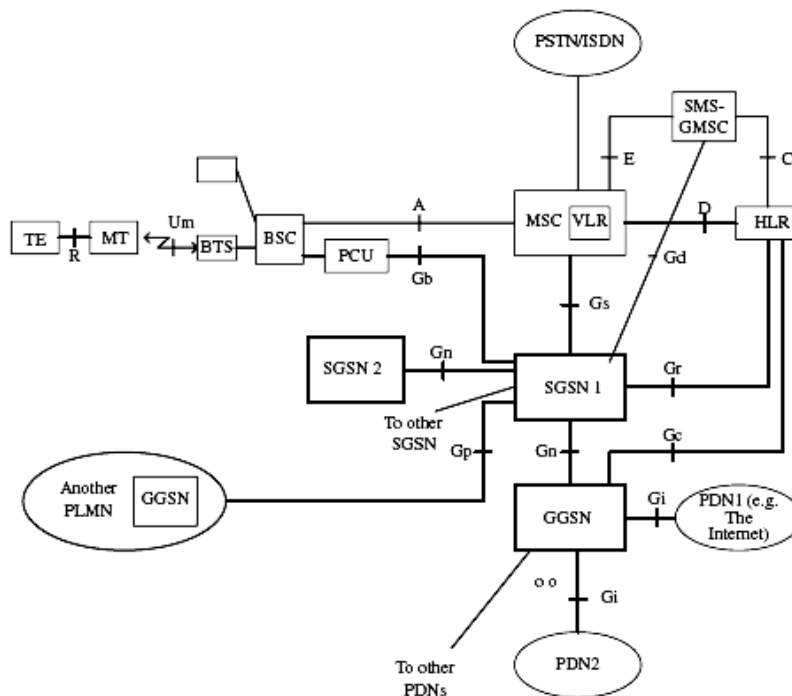 PSTN/ISDN
SMS-
GMSC
E
C
A
MSC
VLR
D
HLR
Um
TE
MT
BTS
BSC
R
PCU
Gb
Gd
Gs
SGSN 2
Gn
SGSN 1
Gr
To other
SGSN
Gp
Gn
Gc
Another
PLMN
GGSN
GGSN
Gi
PDN1 (e.g.
The
Internet)
o o
Gi
To other
PDNs
PDN2